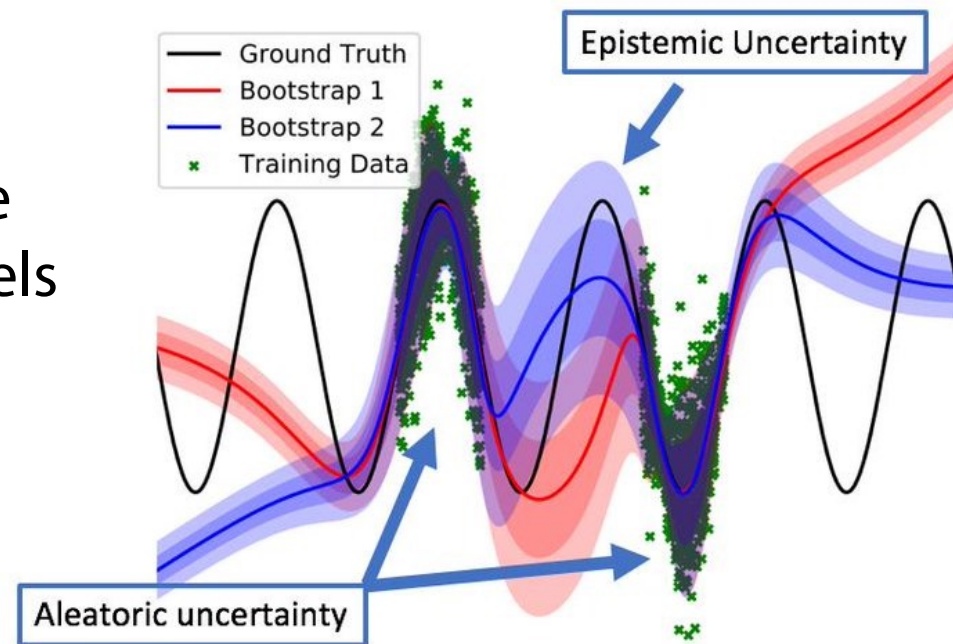 Ground Truth
Bootstrap 1
Bootstrap 2
Training Data
Epistemic Uncertainty
els
Aleatoric uncertainty